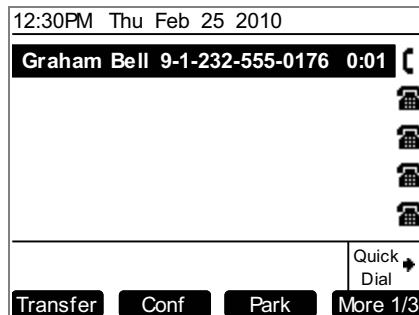 12:30PM Thu Feb 25 2010
Graham Bell 9-1-232-555-0176 0:01
Quick
Dial
Transfer Conf Park More 1/3